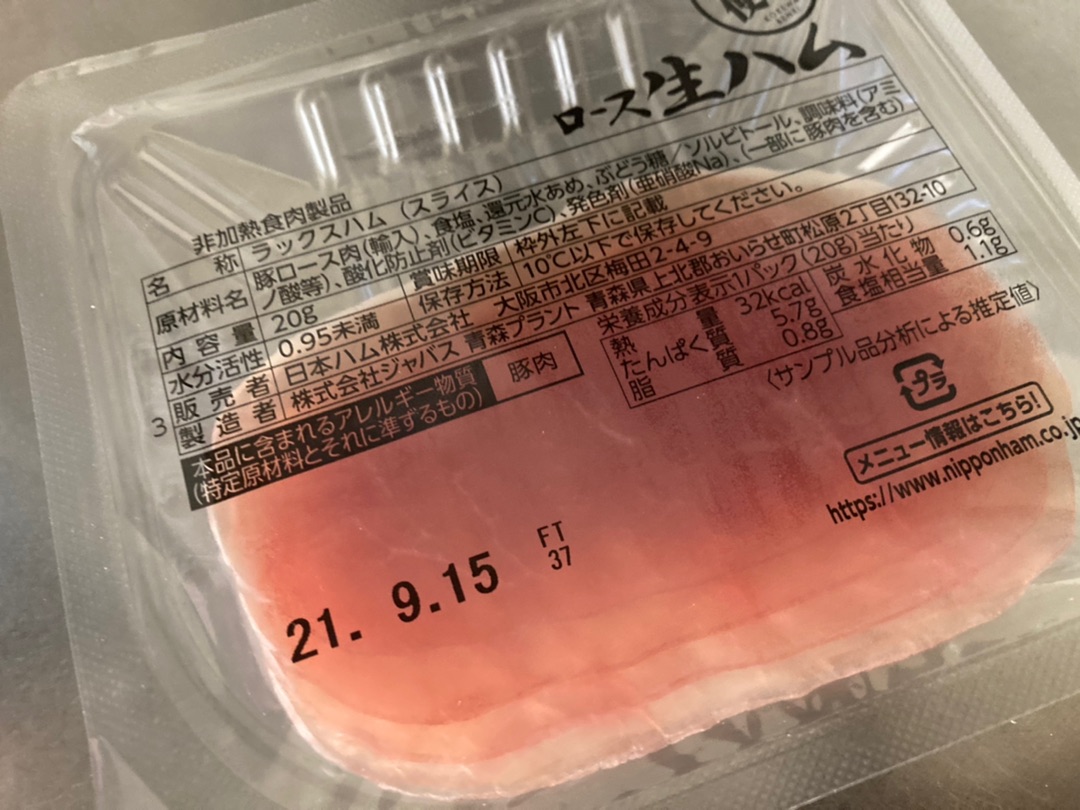 ロース生ハム
非加熱食肉製品
名 称 ラックスハム (スライス)
原材料名 豚ロース肉(輸入)、食塩、還元水あめ、ぶどう糖/ソルビトール、調味料(アミ
ノ酸等)、酸化防止剤(ビタミンC)、発色剤(亜硝酸Na)、(一部に豚肉を含む)
内容量 20g 賞味期限 枠外左下に記載
水分活性 0.95未満 保存方法 10℃以下で保存してください。
販売者 日本ハム株式会社 大阪市北区梅田2-4-9
3 製造者 株式会社ジャバス 青森プラント 青森県上北郡おいらせ町松原2丁目132-10
本品に含まれるアレルギー物質
(特定原材料とそれに準ずるもの)
豚肉
栄養成分表示1パック(20g)当たり
熱量 32kcal 炭水化物 0.6g
たんぱく質 5.7g 食塩相当量 1.1g
脂質 0.8g
(サンプル品分析による推定値)
プラ
メニュー情報はこちら!
https://www.nipponham.co.jp
FT
37
21. 9.15